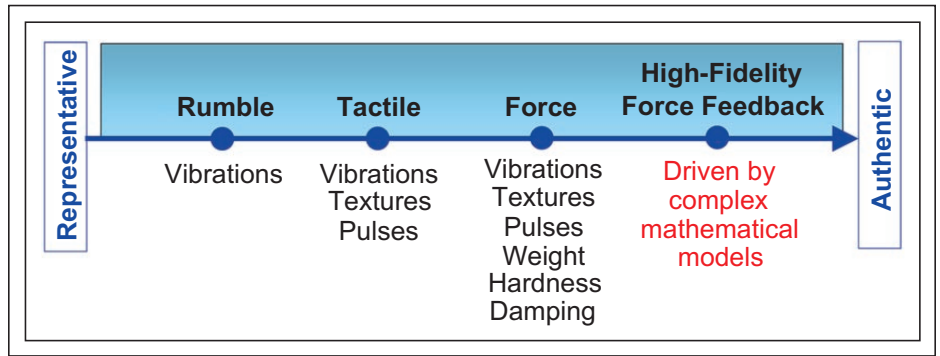 Representative
Rumble
Vibrations
Tactile
Vibrations
Textures
Pulses
Force
Vibrations
Textures
Pulses
Weight
Hardness
Damping
High-Fidelity
Force Feedback
Driven by
complex
mathematical
models
Authentic